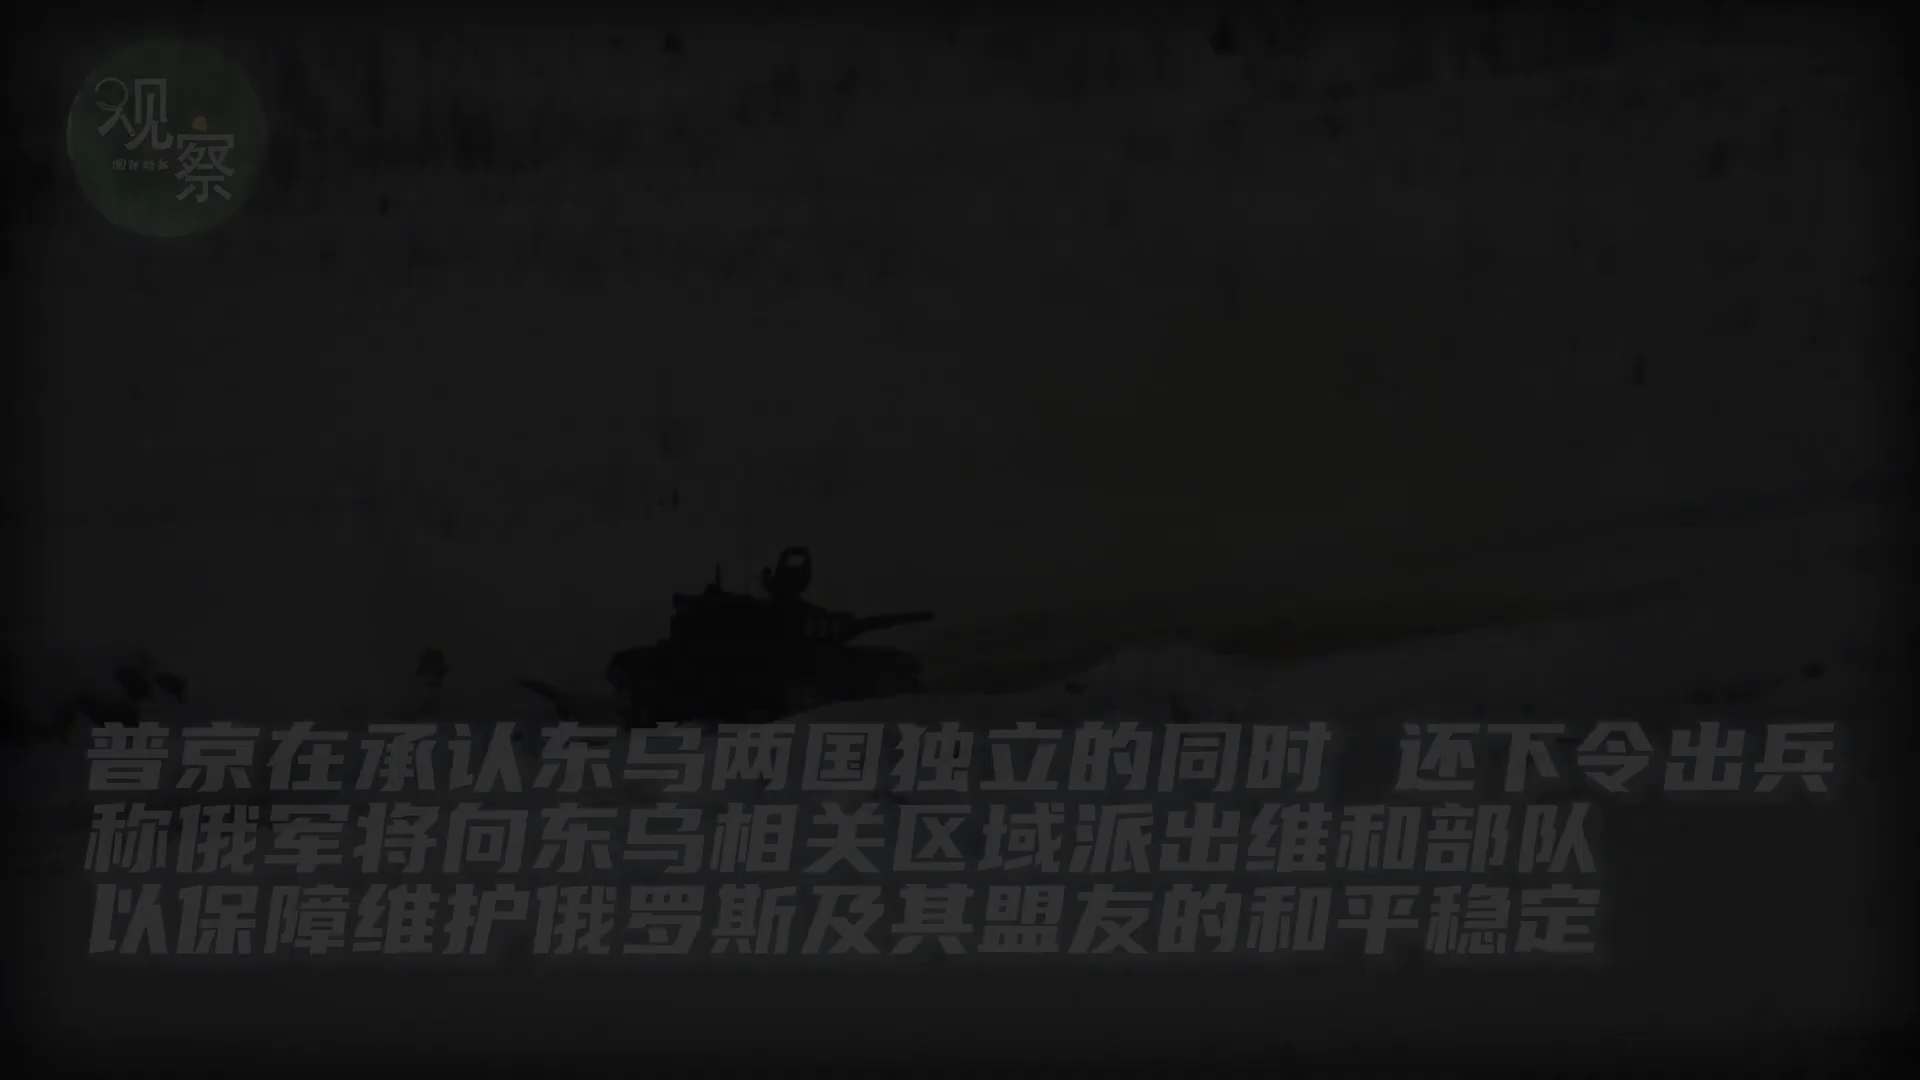 观察
普京在承认东乌两国独立的同时 还下令出兵
称俄军将向东乌相关区域派出维和部队
以保障维护俄罗斯及其盟友的和平稳定